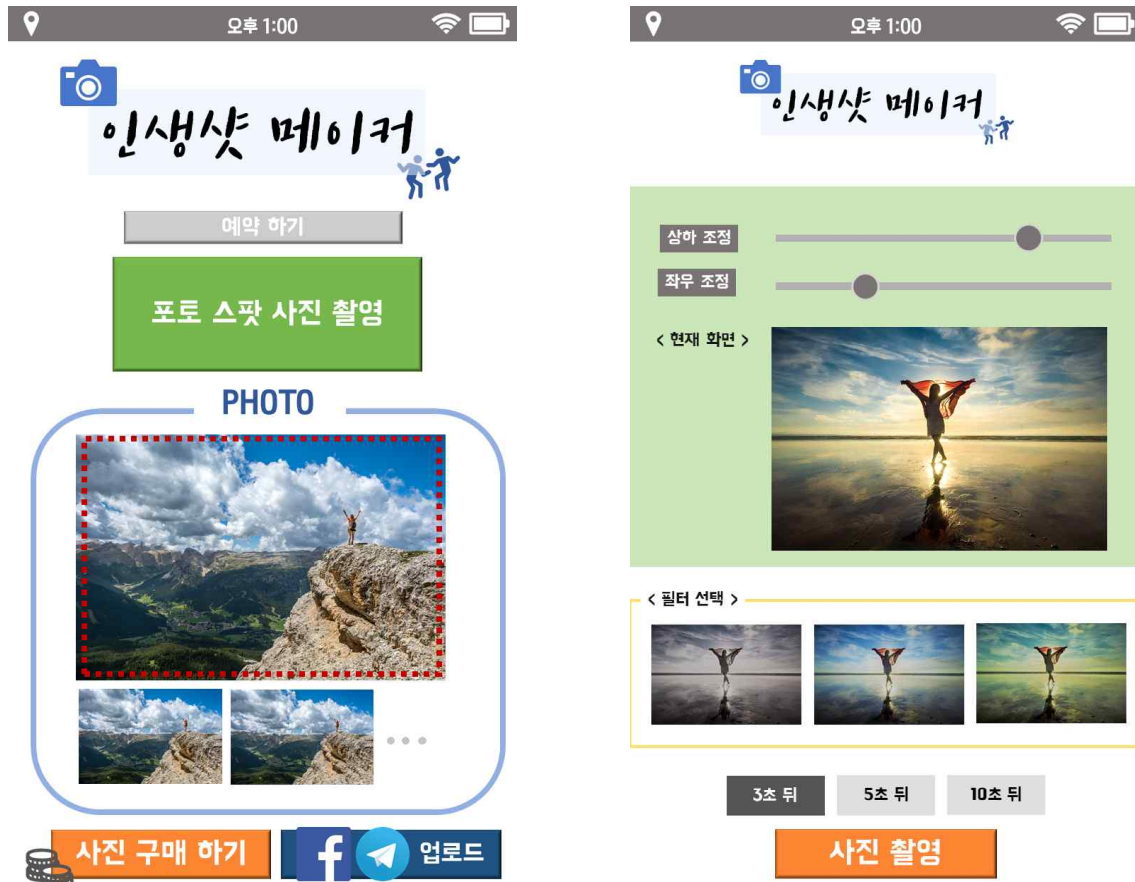 오후 1:00
인생샷 메이커
예약 하기
포토 스팟 사진 촬영
PHOTO
사진 구매 하기
업로드
오후 1:00
인생샷 메이커
상하 조정
좌우 조정
< 현재 화면 >
< 필터 선택 >
3초 뒤 5초 뒤 10초 뒤
사진 촬영